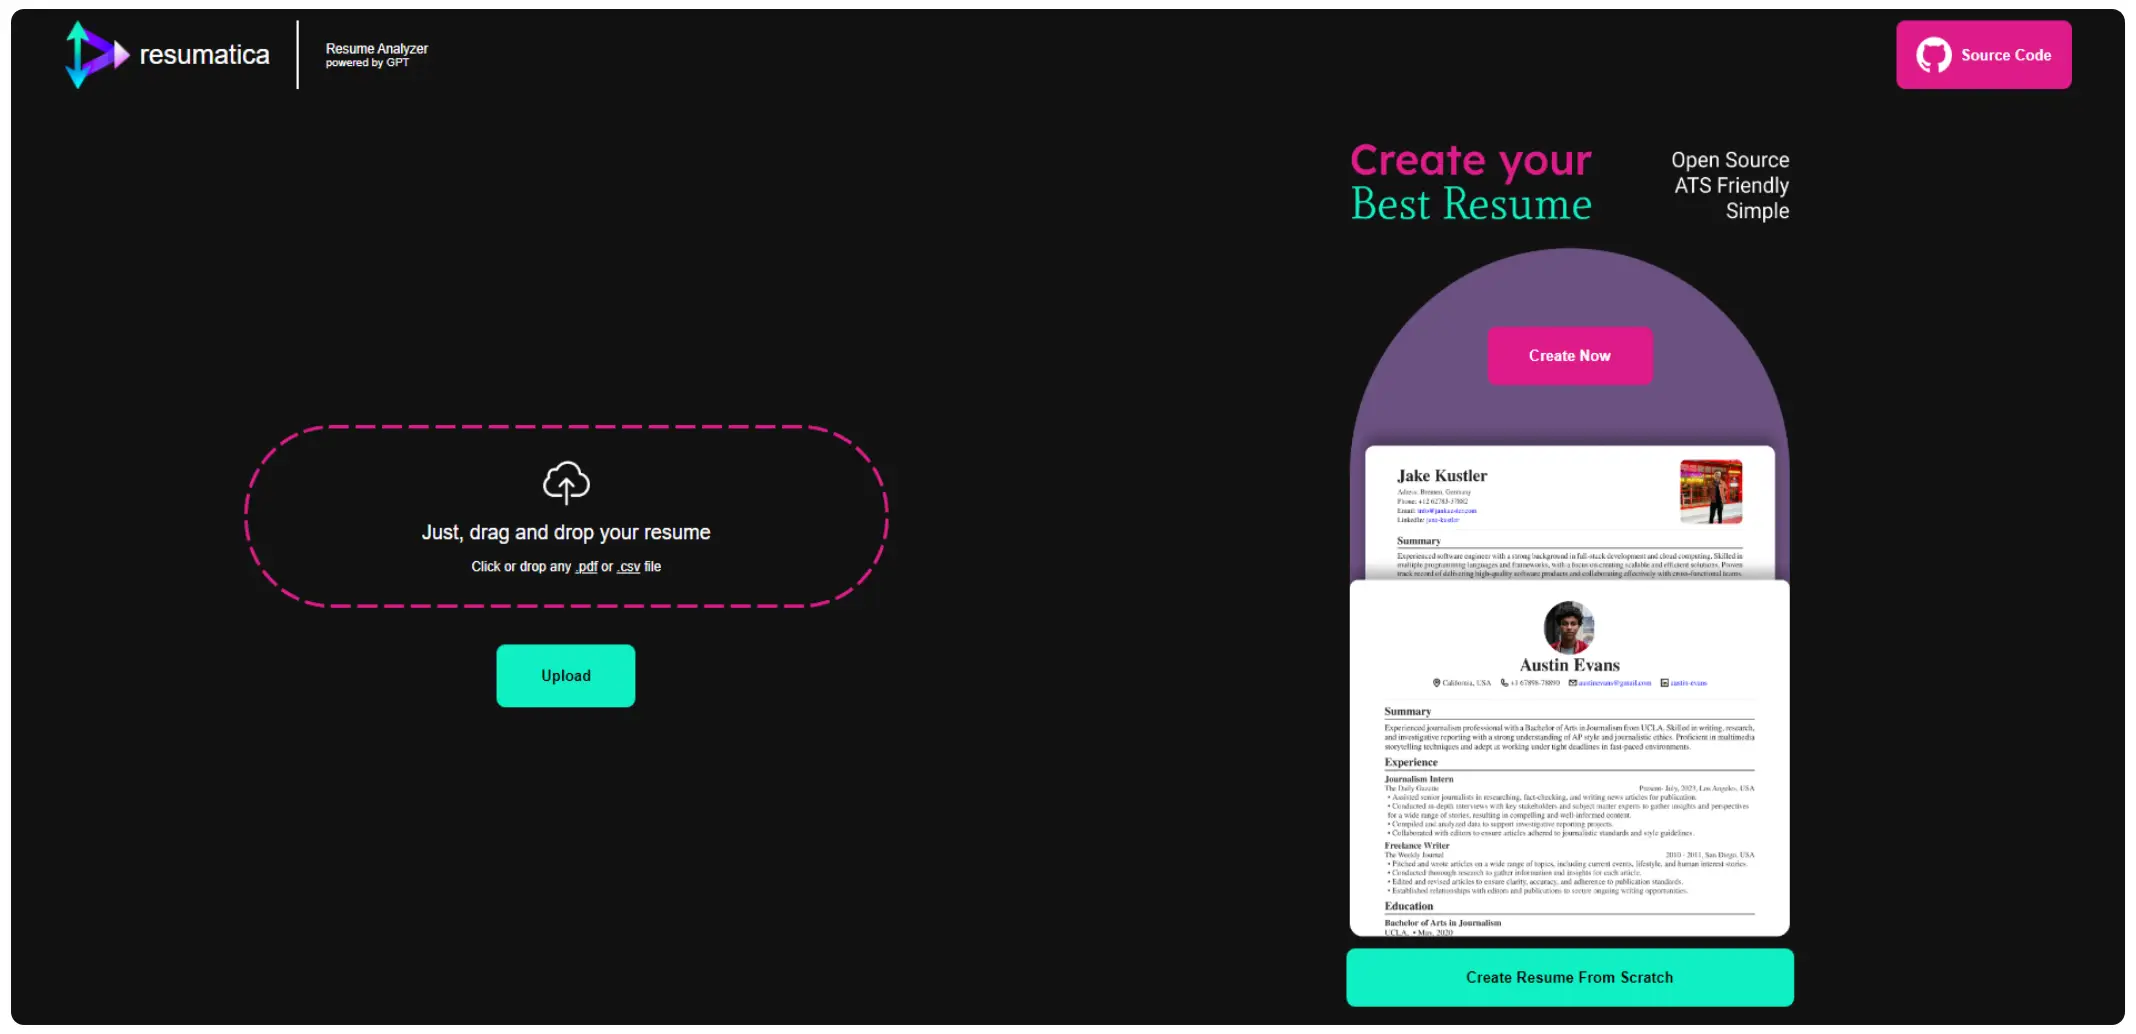 resumatica
Resume Analyzer
powered by GPT
Source Code
Just, drag and drop your resume
Click or drop any .pdf or .csv file
Upload
Create your
Best Resume
Open Source
ATS Friendly
Simple
Create Now
Jake Kustler
Adress: Bremen, Germany
Phone: +12 62783-37882
Email:
LinkedIn: jane-kustler
Summary
Experienced software engineer with a strong background in full-stack development and cloud computing. Skilled in
multiple programming languages and frameworks, with a focus on creating scalable and efficient solutions. Proven
track record of delivering high-quality software products and collaborating effectively with cross-functional teams.
Austin Evans
California, USA +1 67898-78890 austinevans@gmail.com austin-evans
Summary
Experienced journalism professional with a Bachelor of Arts in Journalism from UCLA. Skilled in writing, research,
and investigative reporting with a strong understanding of AP style and journalistic ethics. Proficient in multimedia
storytelling techniques and adept at working under tight deadlines in fast-paced environments.
Experience
Journalism Intern
The Daily Gazette Present- July, 2023, Los Angeles, USA
• Assisted senior journalists in researching, fact-checking, and writing news articles for publication.
• Conducted in-depth interviews with key stakeholders and subject matter experts to gather insights and perspectives
for a wide range of stories, resulting in compelling and well-informed content.
• Compiled and analyzed data to support investigative reporting projects.
• Collaborated with editors to ensure articles adhered to journalistic standards and style guidelines.
Freelance Writer
The Weekly Journal 2010 - 2011, San Diego, USA
• Pitched and wrote articles on a wide range of topics, including current events, lifestyle, and human interest stories.
• Conducted thorough research to gather information and insights for each article.
• Edited and revised articles to ensure clarity, accuracy, and adherence to publication standards.
• Established relationships with editors and publications to secure ongoing writing opportunities.
Education
Bachelor of Arts in Journalism
UCLA, • May, 2020
Create Resume From Scratch